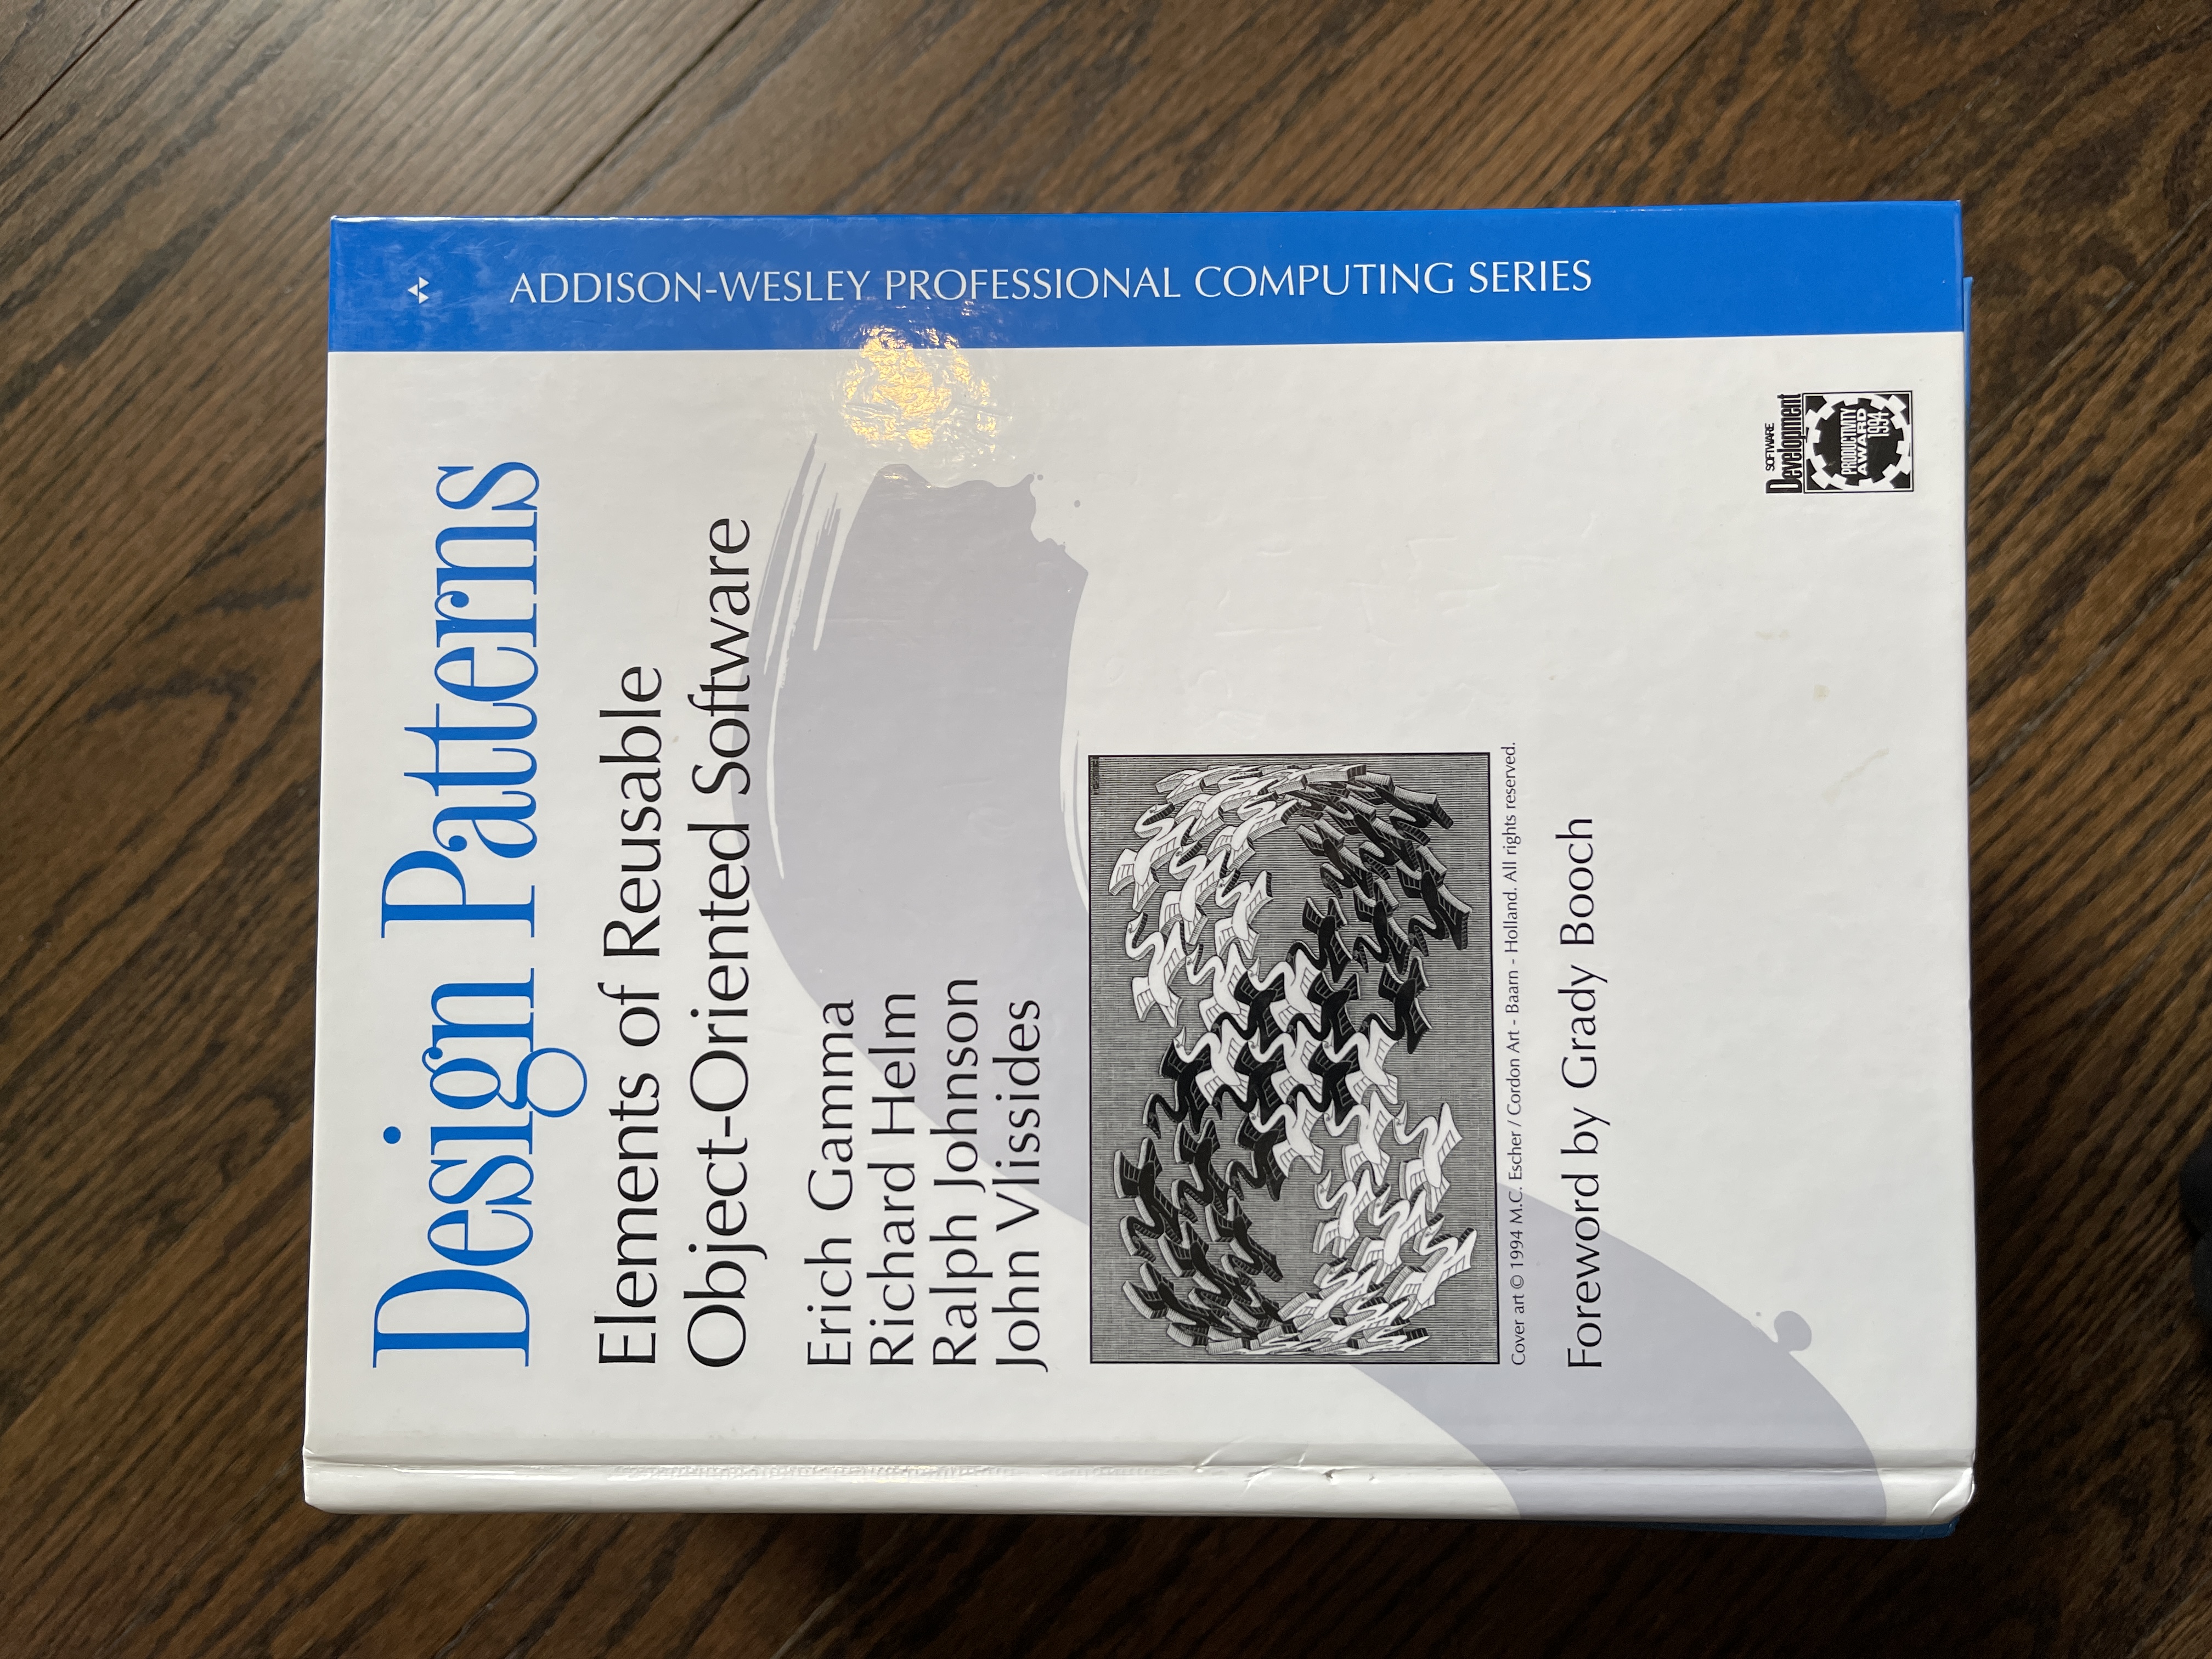 Design Patterns
Elements of Reusable
Object-Oriented Software
Erich Gamma
Richard Helm
Ralph Johnson
John Vlissides
Cover art © 1994 M.C. Escher / Cordon Art - Baarn - Holland. All rights reserved.
Foreword by Grady Booch
SOFTWARE
Development
PRODUCTIVITY
AWARD
1994
ADDISON-WESLEY PROFESSIONAL COMPUTING SERIES